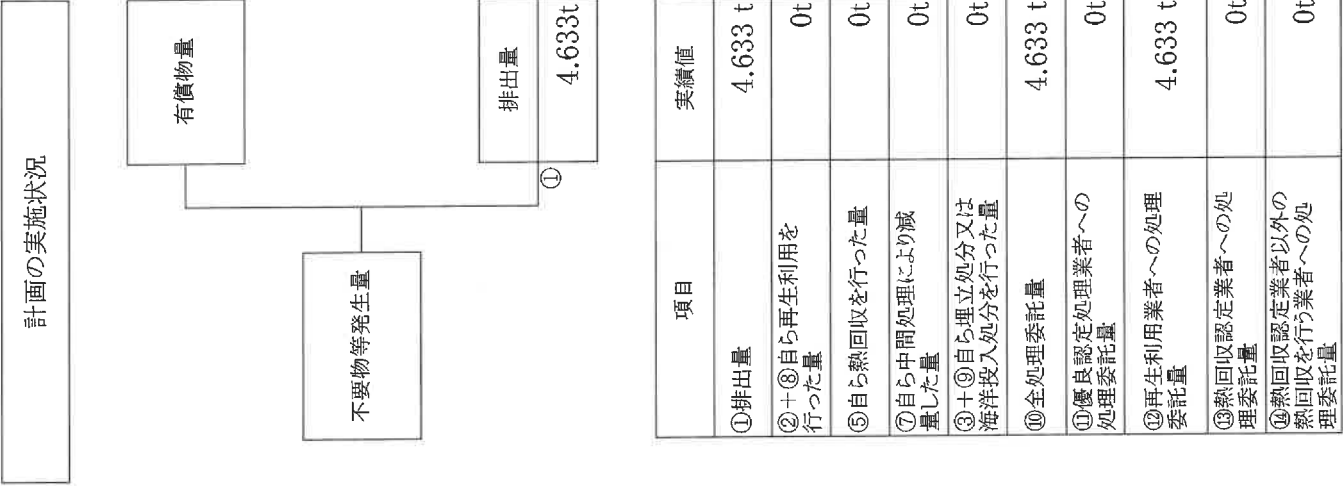 計画の実施状況
有償物量
不要物等発生量
排出量
①
4.633t
項目
実績値
①排出量
4.633 t
②+⑧自ら再生利用を
行った量
0t
⑤自ら熱回収を行った量
0t
⑦自ら中間処理により減
量した量
0t
③+⑨自ら埋立処分又は
海洋投入処分を行った量
0t
⑩全処理委託量
4.633 t
⑪優良認定処理業者への
処理委託量
0t
⑫再生利用業者への処理
委託量
4.633 t
⑬熱回収認定業者への処
理委託量
0t
⑭熱回収認定業者以外の
熱回収を行う業者への処
理委託量
0t